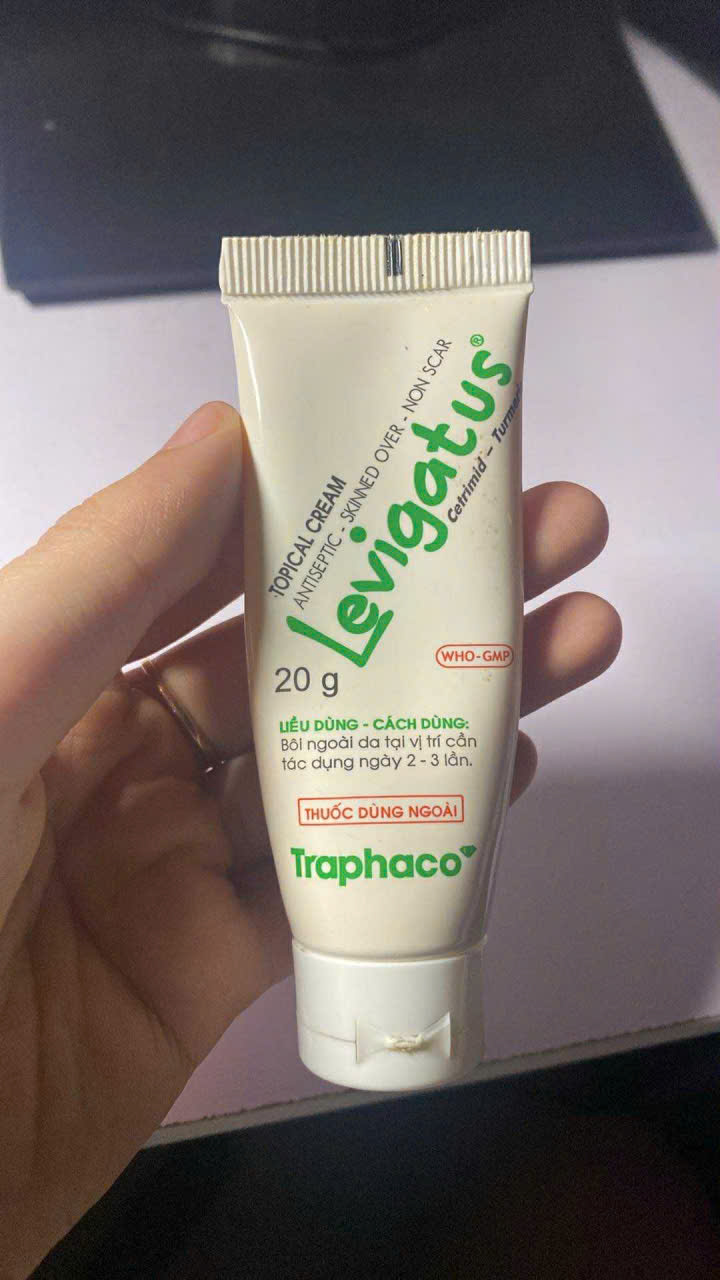 TOPICAL CREAM
ANTISEPTIC - SKINNED OVER - NON SCAR
Levigatus®
Cetrimid -
WHO-GMP
20 g
LIỀU DÙNG - CÁCH DÙNG:
Bôi ngoài da tại vị trí cần
tác dụng ngày 2 - 3 lần.
THUỐC DÙNG NGOÀI
Traphaco